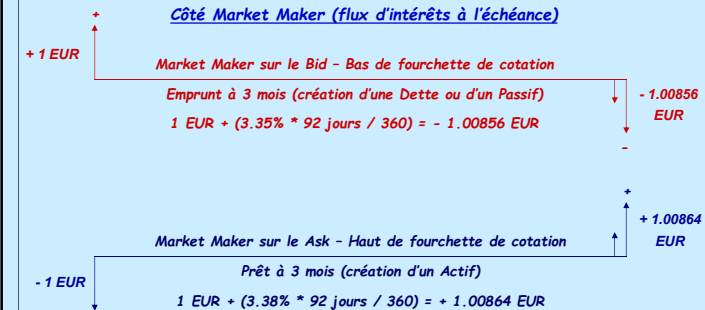 Côté Market Maker (flux d'intérêts à l'échéance)
+
+ 1 EUR
Market Maker sur le Bid – Bas de fourchette de cotation
Emprunt à 3 mois (création d'une Dette ou d'un Passif)
- 1.00856
EUR
1 EUR + (3.35% * 92 jours / 360) = - 1.00856 EUR
-
+
+ 1.00864
EUR
Market Maker sur le Ask – Haut de fourchette de cotation
Prêt à 3 mois (création d'un Actif)
- 1 EUR
1 EUR + (3.38% * 92 jours / 360) = + 1.00864 EUR